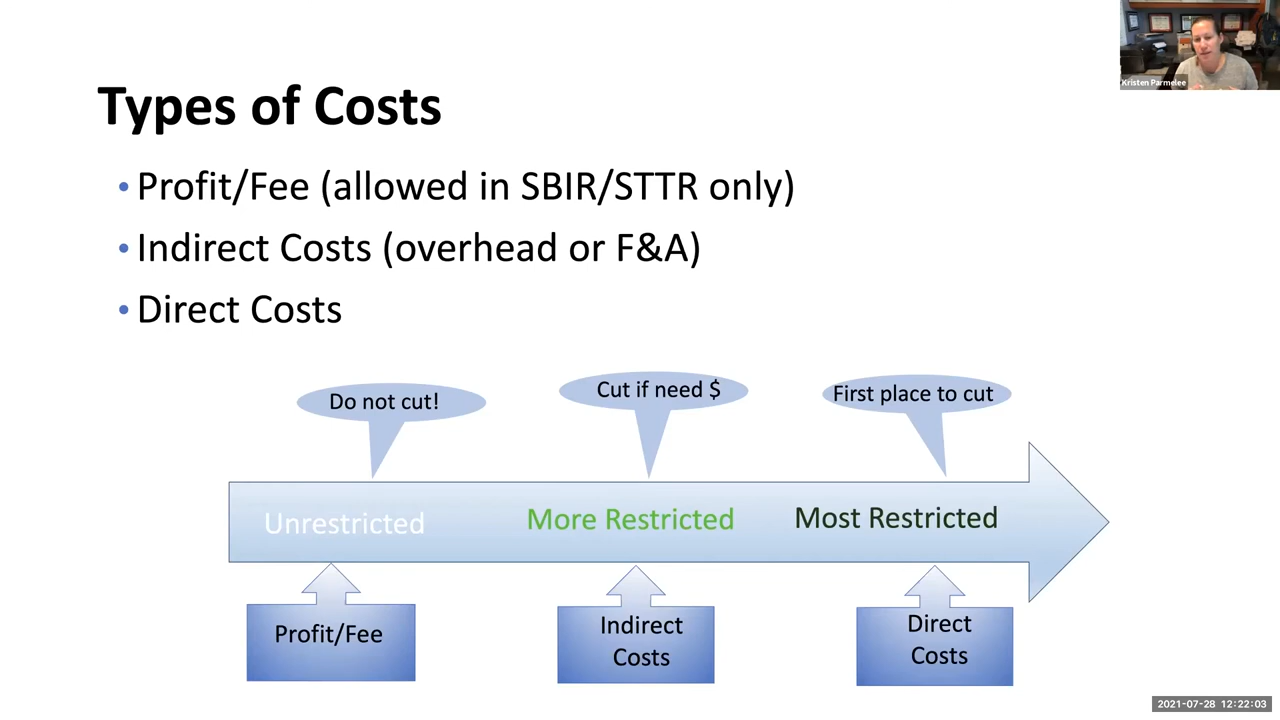 Kristen Parmelee
Types of Costs
• Profit/Fee (allowed in SBIR/STTR only)
• Indirect Costs (overhead or F&A)
• Direct Costs
Do not cut!
Cut if need $
First place to cut
Unrestricted
More Restricted
Most Restricted
Profit/Fee
Indirect
Costs
Direct
Costs
2021-07-28 12:22:03